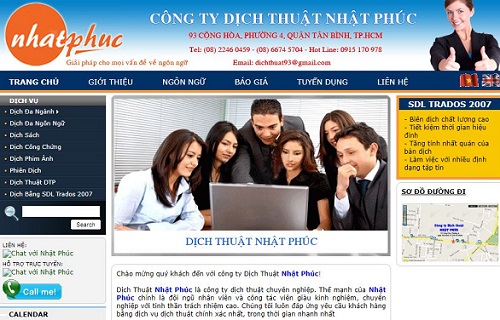 nhatphuc
Giải pháp cho mọi vấn đề về ngôn ngữ
CÔNG TY DỊCH THUẬT NHẬT PHÚC
93 CỘNG HÒA, PHƯỜNG 4, QUẬN TÂN BÌNH, TP.HCM
Tel: (08) 2246 0459 - (08) 6674 5704 - Hot Line: 0915 170 978
Email: dichthuat93@gmail.com
TRANG CHỦ GIỚI THIỆU NGÔN NGỮ BÁO GIÁ TUYỂN DỤNG LIÊN HỆ
DỊCH VỤ
Dịch Đa Ngành
Dịch Đa Ngôn Ngữ
Dịch Sách
Dịch Công Chứng
Dịch Phim Ảnh
Phiên Dịch
Dịch Thuật DTP
Dịch Bằng SDL Trados 2007
Search
LIÊN HỆ:
Chat với Nhật Phúc
HỖ TRỢ TRỰC TUYẾN:
Chat với Nhật Phúc
Call me!
CALENDAR
DỊCH THUẬT NHẬT PHÚC
Chào mừng quý khách đến với công ty Dịch Thuật Nhật Phúc!
Dịch Thuật Nhật Phúc là công ty dịch thuật chuyên nghiệp. Thế mạnh của Nhật
Phúc chính là đội ngũ nhân viên và cộng tác viên giàu kinh nghiệm, chuyên
nghiệp với tinh thần trách nhiệm cao. Chúng tôi luôn đáp ứng yêu cầu khách hàng
bằng dịch vụ dịch thuật chính xác nhất, trong thời gian nhanh nhất
SDL TRADOS 2007
- Biên dịch chất lượng cao
- Tiết kiệm thời gian hiệu
đính
- Tăng tính nhất quán của
bản dịch
- Làm việc với nhiều định
dạng tập tin
SƠ ĐỒ ĐƯỜNG ĐI
Công ty Dịch thuật
NHẬT PHÚC